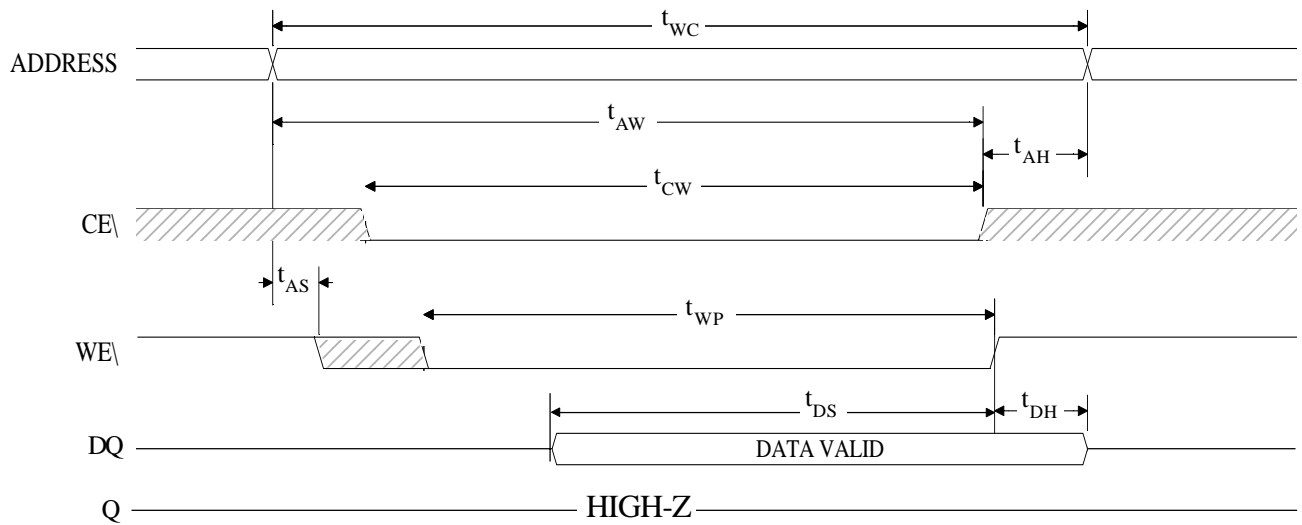 tWC
ADDRESS
tAW
tAH
tCW
CE\
tAS
tWP
WE\
tDS
tDH
DQ
DATA VALID
Q
HIGH-Z